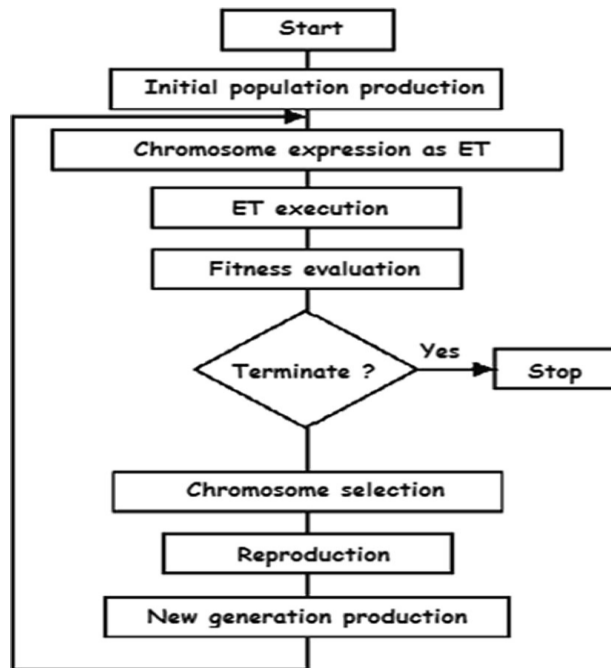 Start
Initial population production
Chromosome expression as ET
ET execution
Fitness evaluation
Terminate ?
Yes
Stop
Chromosome selection
Reproduction
New generation production